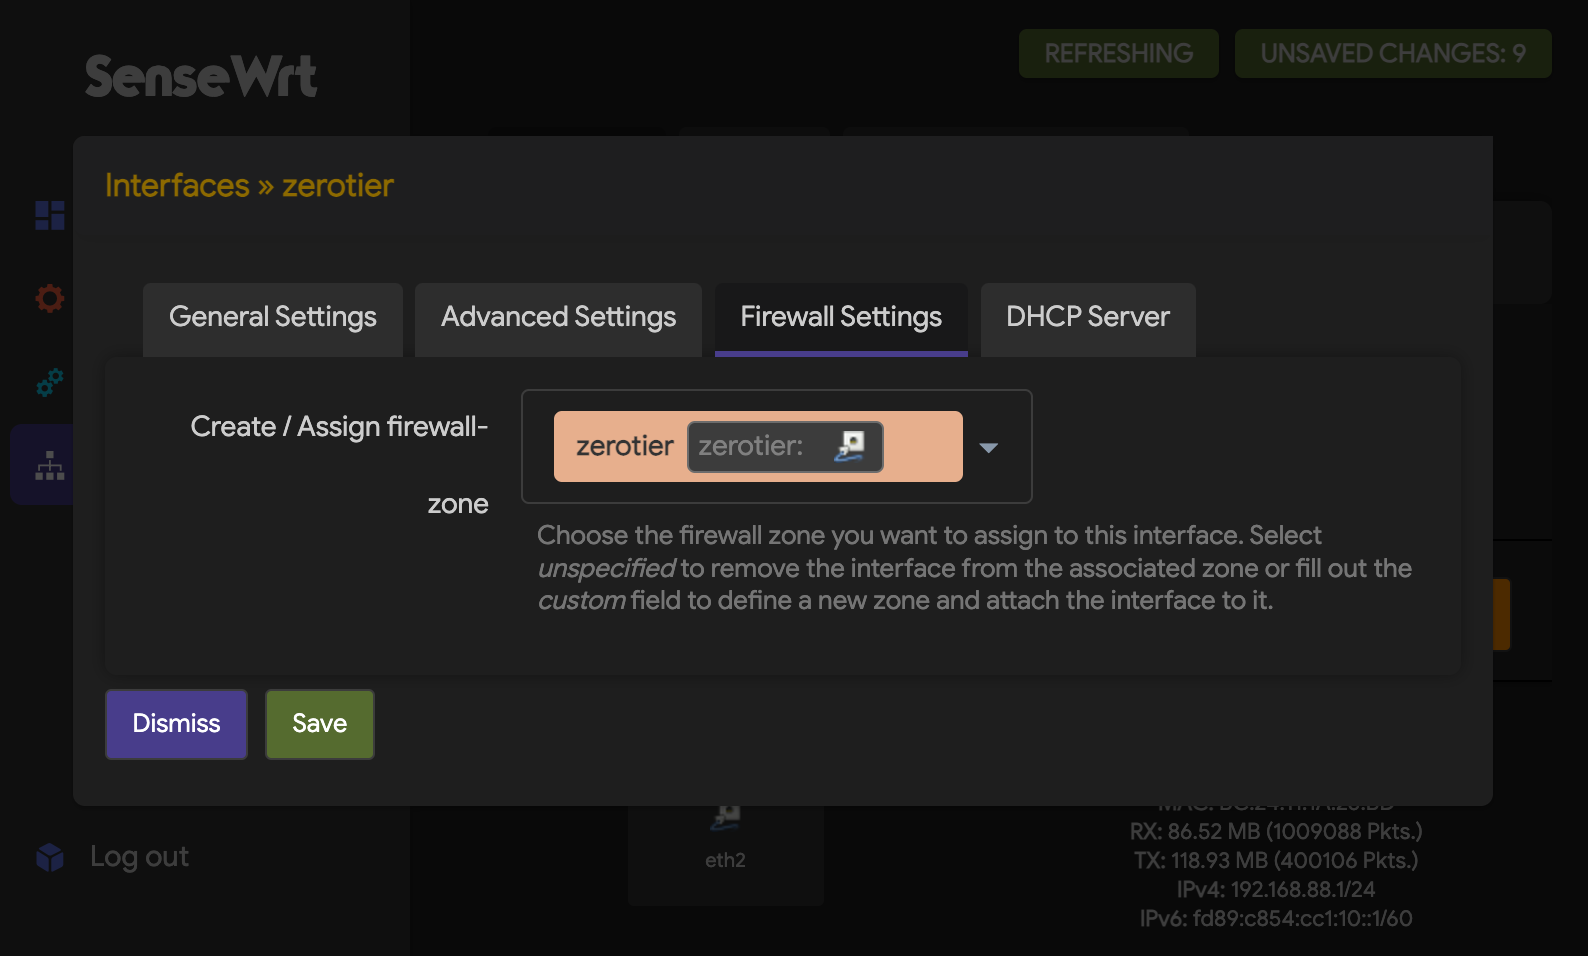 SenseWrt
REFRESHING
UNSAVED CHANGES: 9
Interfaces » zerotier
General Settings
Advanced Settings
Firewall Settings
DHCP Server
Create / Assign firewall-
zone
zerotier
zerotier:
Choose the firewall zone you want to assign to this interface. Select
unspecified to remove the interface from the associated zone or fill out the
custom field to define a new zone and attach the interface to it.
Dismiss
Save
Log out
eth2
RX: 86.52 MB (1009088 Pkts.)
TX: 118.93 MB (400106 Pkts.)
IPv4: 192.168.88.1/24
IPv6: fd89:c854:cc1:10::1/60